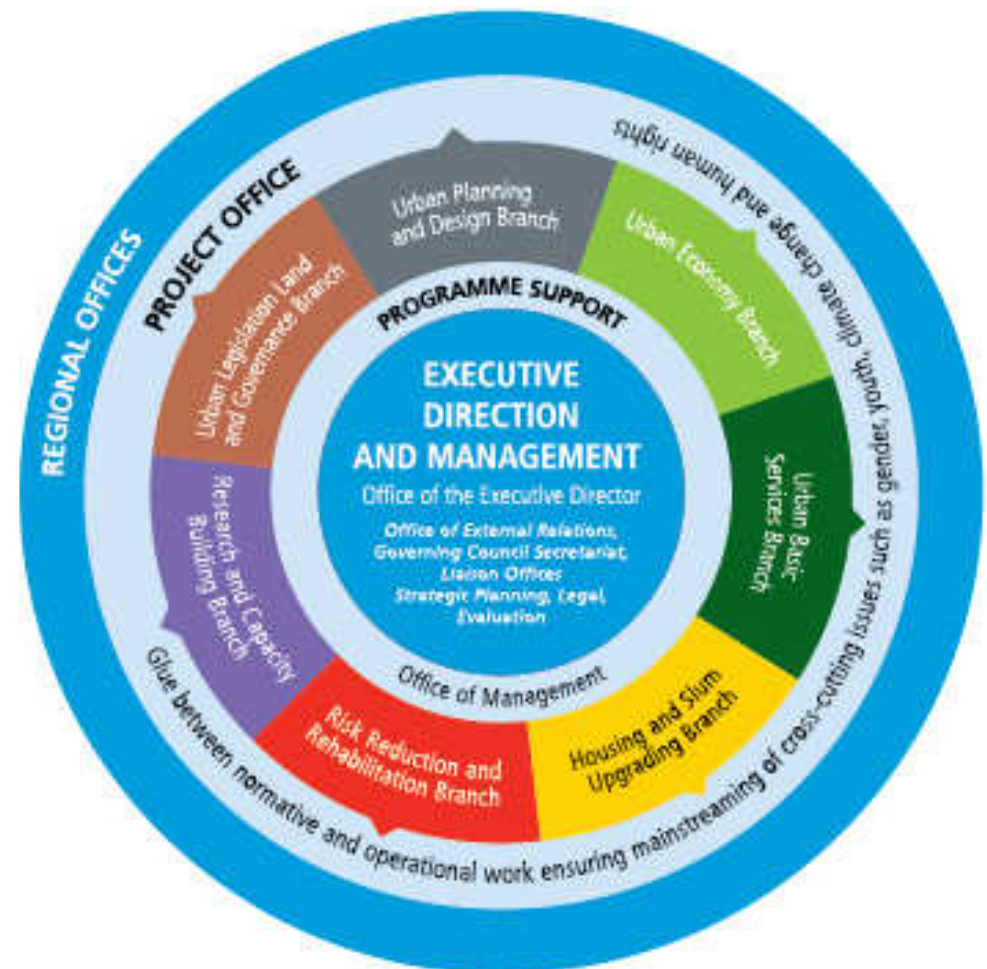 REGIONAL OFFICES
PROJECT OFFICE
Glue between normative and operational work ensuring mainstreaming of cross-cutting issues such as gender, youth, climate change and human rights
Urban Planning
and Design Branch
Urban Economy Branch
Urban Basic
Services Branch
Housing and Slum
Upgrading Branch
Risk Reduction and
Rehabilitation Branch
Research and Capacity
Building Branch
Urban Legislation Land
and Governance Branch
PROGRAMME SUPPORT
EXECUTIVE
DIRECTION
AND MANAGEMENT
Office of the Executive Director
Office of External Relations,
Governing Council Secretariat,
Liaison Offices
Strategic Planning, Legal,
Evaluation
Office of Management